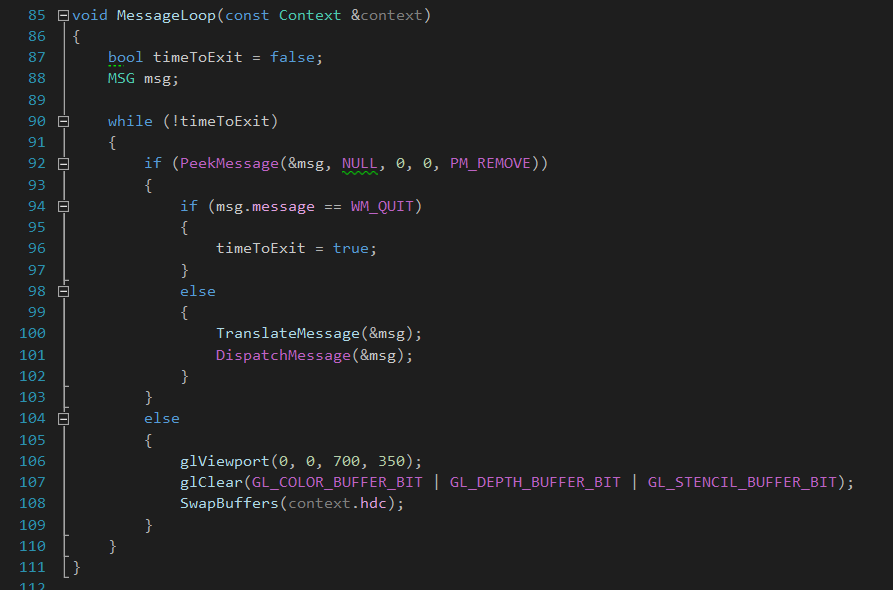 85 void MessageLoop(const Context &context)
86 {
87     bool timeToExit = false;
88     MSG msg;
89
90     while (!timeToExit)
91     {
92         if (PeekMessage(&msg, NULL, 0, 0, PM_REMOVE))
93         {
94             if (msg.message == WM_QUIT)
95             {
96                 timeToExit = true;
97             }
98             else
99             {
100                 TranslateMessage(&msg);
101                 DispatchMessage(&msg);
102             }
103         }
104         else
105         {
106             glViewport(0, 0, 700, 350);
107             glClear(GL_COLOR_BUFFER_BIT | GL_DEPTH_BUFFER_BIT | GL_STENCIL_BUFFER_BIT);
108             SwapBuffers(context.hdc);
109         }
110     }
111 }
112